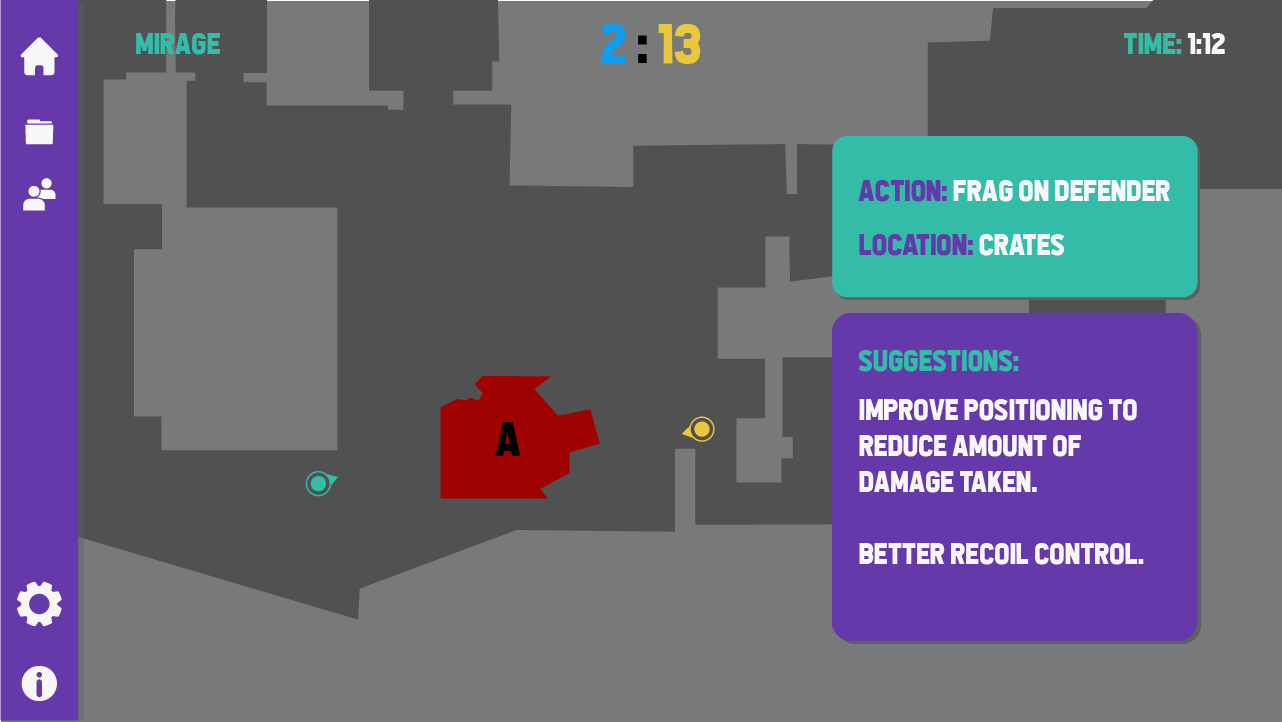 MIRAGE
2:13
TIME: 1:12
ACTION: FRAG ON DEFENDER
LOCATION: CRATES
SUGGESTIONS:
IMPROVE POSITIONING TO
REDUCE AMOUNT OF
DAMAGE TAKEN.
BETTER RECOIL CONTROL.
A